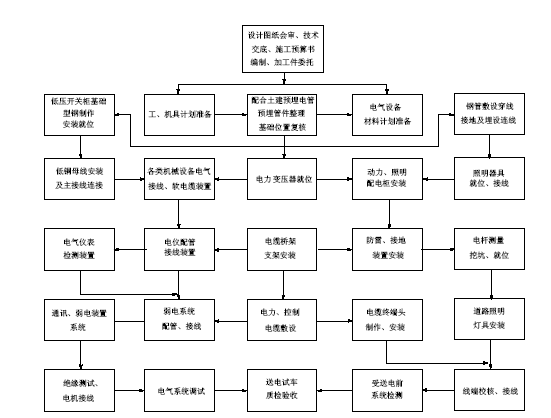 设计图纸会审、技术
交底、施工预算书
编制、加工件委托
低压开关柜基础
型钢制作
安装就位
工、机具计划准备
配合土建预埋电管
预埋管件整理
基础位置复核
电气设备
材料计划准备
钢管敷设穿线
接地及埋设连线
低铜母线安装
及主接线连接
各类机械设备电气
接线、软电缆装置
电力变压器就位
动力、照明
配电柜安装
照明器具
就位、接线
电气仪表
检测装置
电仪配管
接线装置
电缆桥架
支架安装
防雷、接地
装置安装
电杆测量
挖坑、就位
通讯、弱电装置
系统
弱电系统
配管、接线
电力、控制
电缆敷设
电缆终端头
制作、安装
道路照明
灯具安装
绝缘测试、
电机接线
电气系统调试
送电试车
质检验收
受送电前
系统检测
线端校核、接线